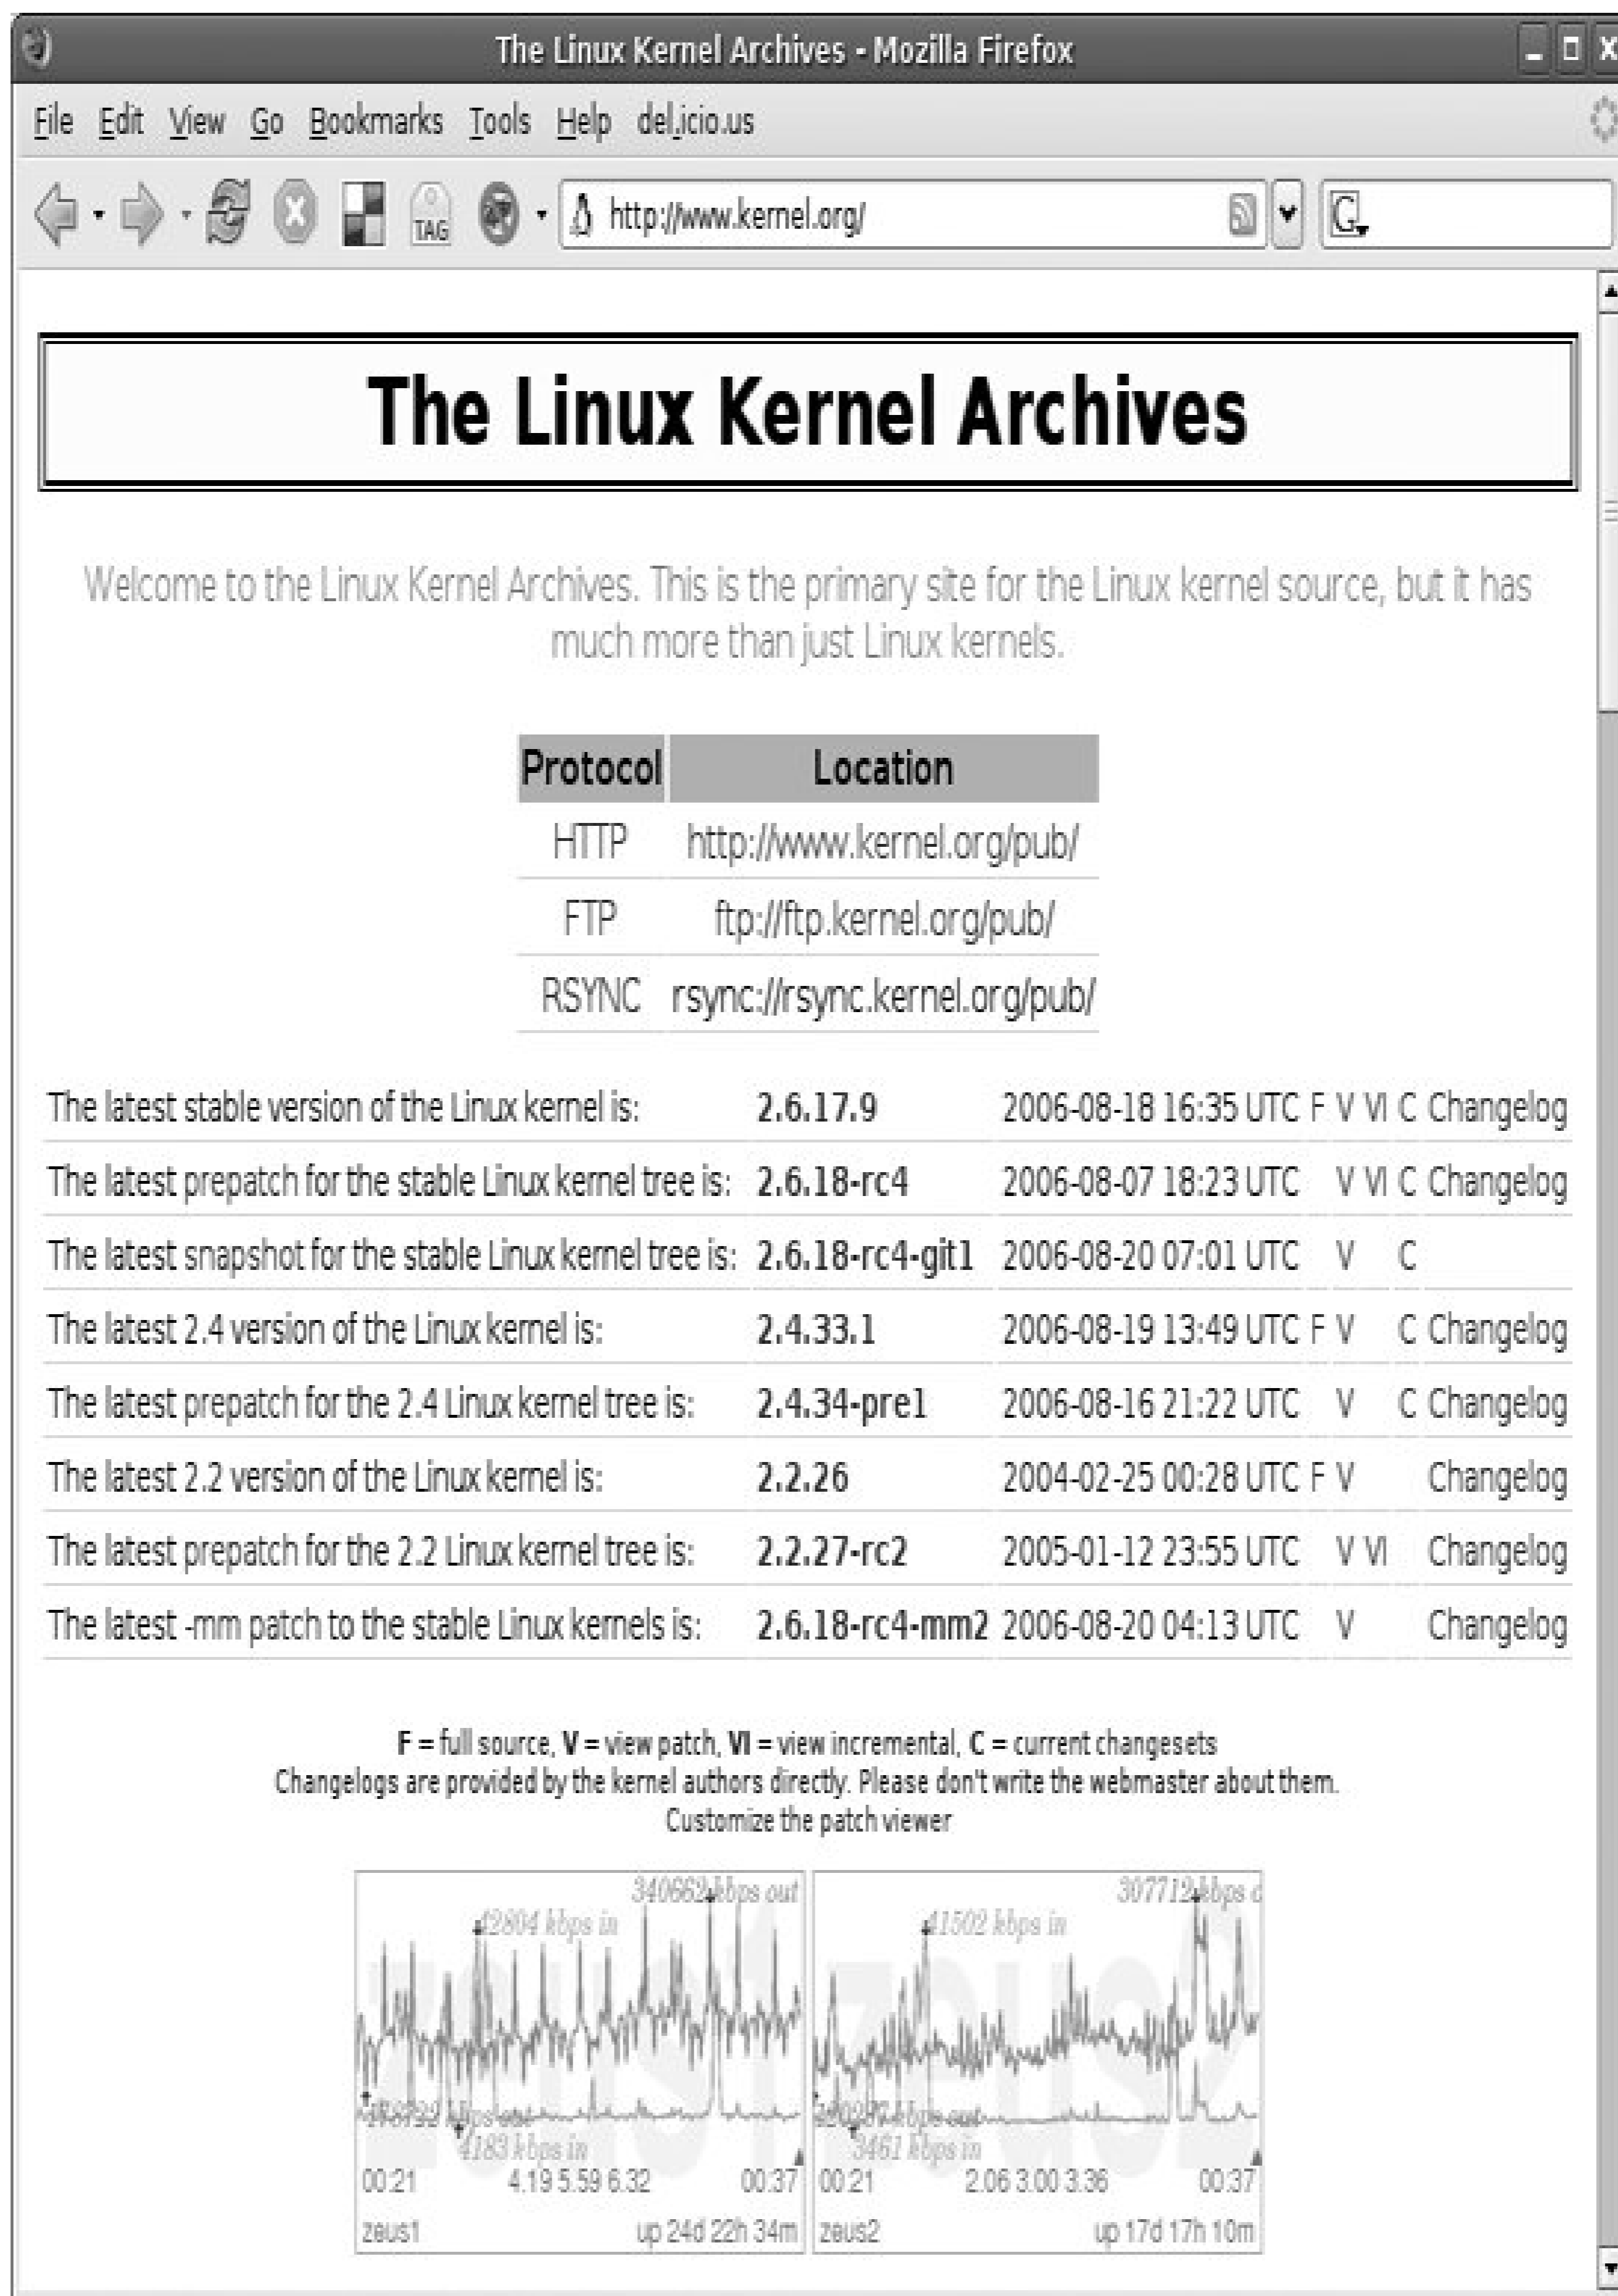 The Linux Kernel Archives - Mozilla Firefox
File Edit View Go Bookmarks Tools Help del.icio.us
TAG http://www.kernel.org/ G
The Linux Kernel Archives
Welcome to the Linux Kernel Archives. This is the primary site for the Linux kernel source, but it has
much more than just Linux kernels.
Protocol Location
HTTP http://www.kernel.org/pub/
FTP ftp://ftp.kernel.org/pub/
RSYNC rsync://rsync.kernel.org/pub/
The latest stable version of the Linux kernel is: 2.6.17.9 2006-08-18 16:35 UTC F V VI C Changelog
The latest prepatch for the stable Linux kernel tree is: 2.6.18-rc4 2006-08-07 18:23 UTC V VI C Changelog
The latest snapshot for the stable Linux kernel tree is: 2.6.18-rc4-git1 2006-08-20 07:01 UTC V C
The latest 2.4 version of the Linux kernel is: 2.4.33.1 2006-08-19 13:49 UTC F V C Changelog
The latest prepatch for the 2.4 Linux kernel tree is: 2.4.34-pre1 2006-08-16 21:22 UTC V C Changelog
The latest 2.2 version of the Linux kernel is: 2.2.26 2004-02-25 00:28 UTC F V Changelog
The latest prepatch for the 2.2 Linux kernel tree is: 2.2.27-rc2 2005-01-12 23:55 UTC V VI Changelog
The latest -mm patch to the stable Linux kernels is: 2.6.18-rc4-mm2 2006-08-20 04:13 UTC V Changelog
F = full source, V = view patch, VI = view incremental, C = current changesets
Changelogs are provided by the kernel authors directly. Please don't write the webmaster about them.
Customize the patch viewer
340662 kbps out
42804 kbps in
kbps out
4183 kbps in
00:21 4.19 5.59 6.32 00:37
zeus1 up 24d 22h 34m
zeus1
307712 kbps o
41502 kbps in
kbps out
3461 kbps in
00:21 2.06 3.00 3.36 00:37
zeus2 up 17d 17h 10m
zeus2